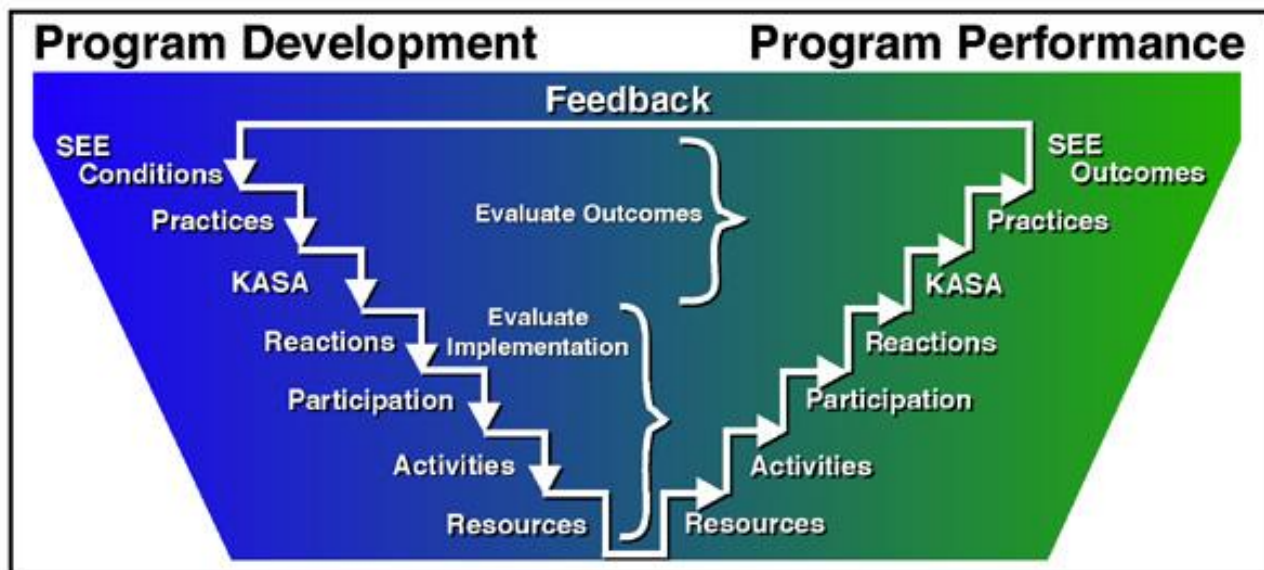 Program Development
Program Performance
Feedback
SEE
Conditions
SEE
Outcomes
Practices
Evaluate Outcomes
Practices
KASA
KASA
Reactions
Evaluate
Implementation
Reactions
Participation
Participation
Activities
Activities
Resources
Resources